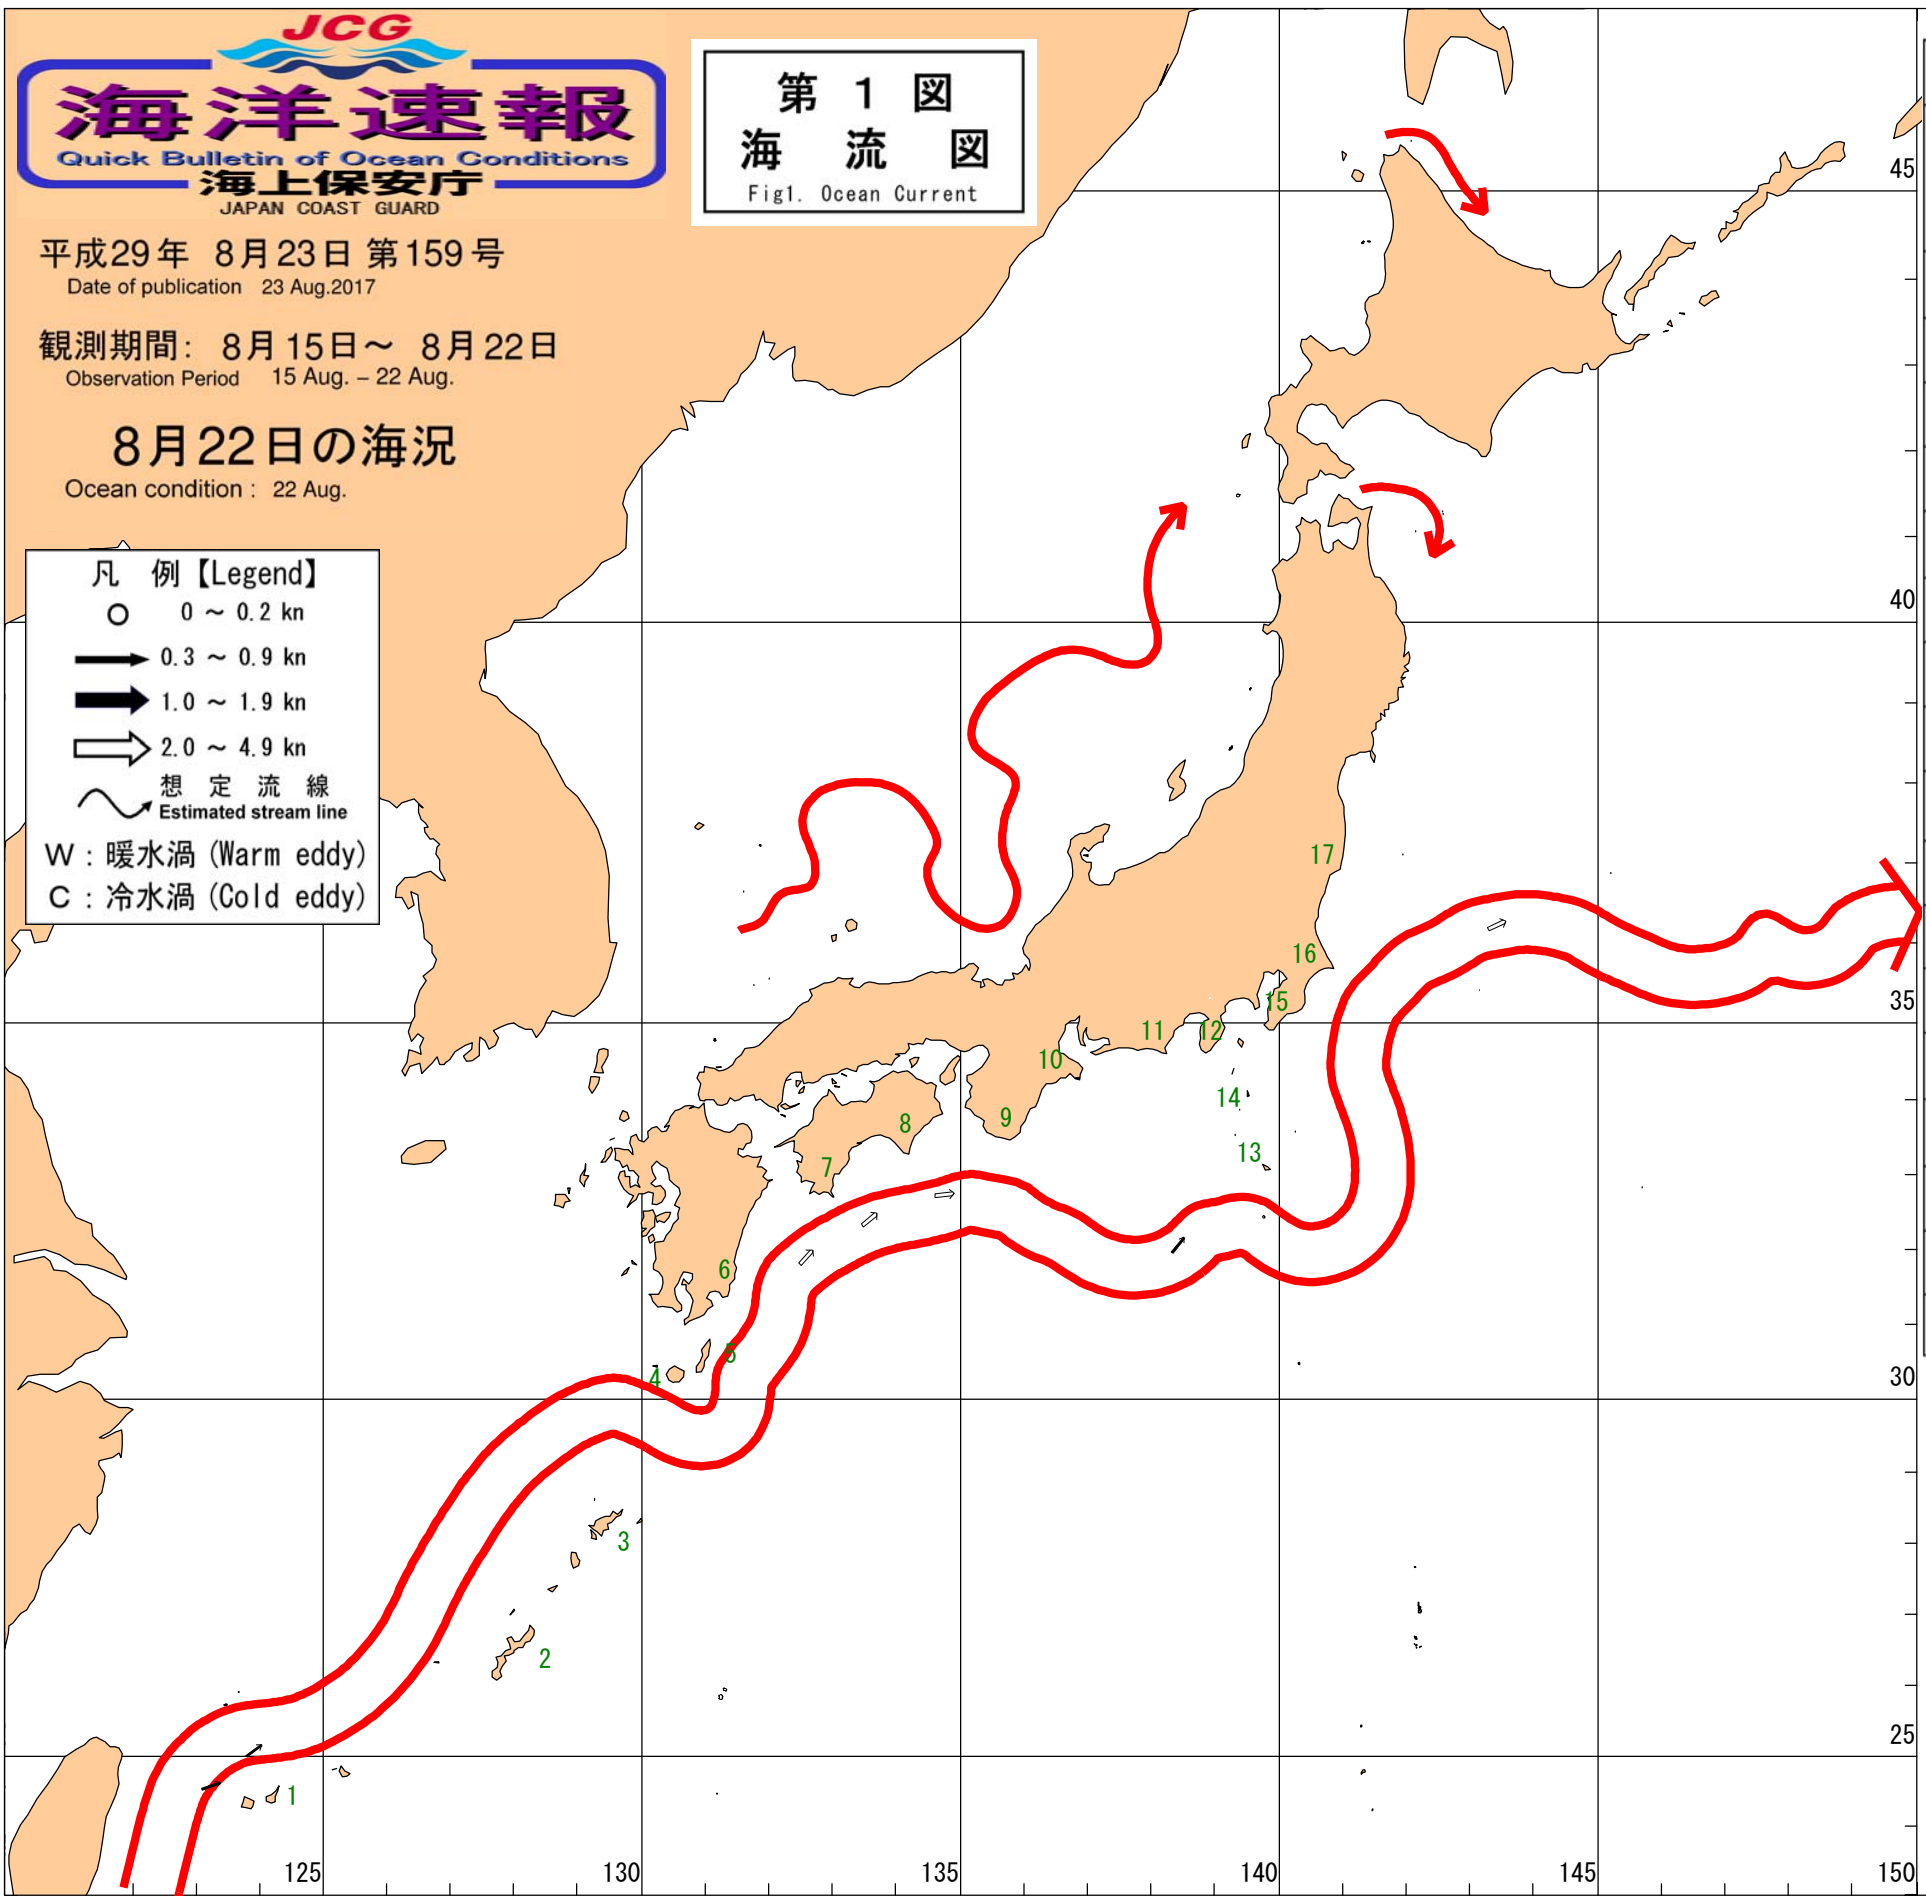 JCG
海洋速報
Quick Bulletin of Ocean Conditions
海上保安庁
JAPAN COAST GUARD
第 1 図
海 流 図
Fig1. Ocean Current
平成29年 8月23日 第159号
Date of publication 23 Aug.2017
観測期間: 8月15日～ 8月22日
Observation Period 15 Aug. – 22 Aug.
8月22日の海況
Ocean condition : 22 Aug.
凡 例【Legend】
0 ～ 0.2 kn
0.3 ～ 0.9 kn
1.0 ～ 1.9 kn
2.0 ～ 4.9 kn
想 定 流 線
Estimated stream line
W : 暖水渦 (Warm eddy)
C : 冷水渦 (Cold eddy)
45
40
17
16
35
15
12
11
10
14
9
8
13
7
6
5
4
30
3
2
25
1
125
130
135
140
145
150